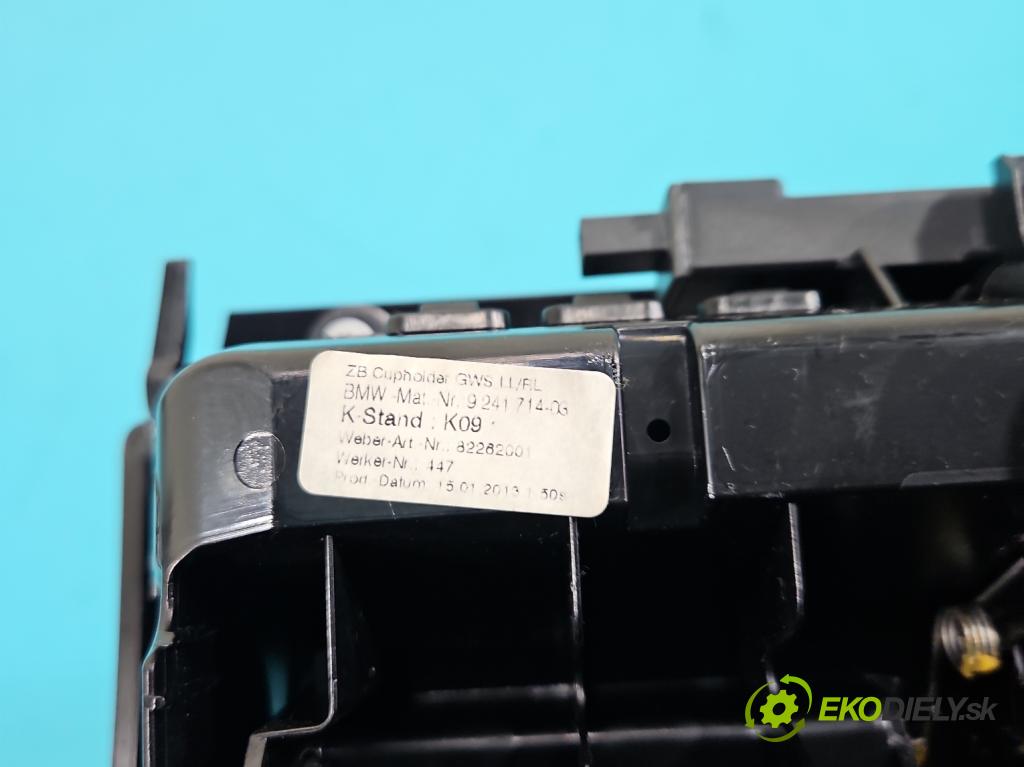 ZB Cupholder GWS LL/RL
BMW-Mat.-Nr. 9 241 714-03
K-Stand : K09
Weber-Art.-Nr.: 82282001
Werker-Nr.: 447
Prod.-Datum: 15.01.2013
EKODIELY.sk